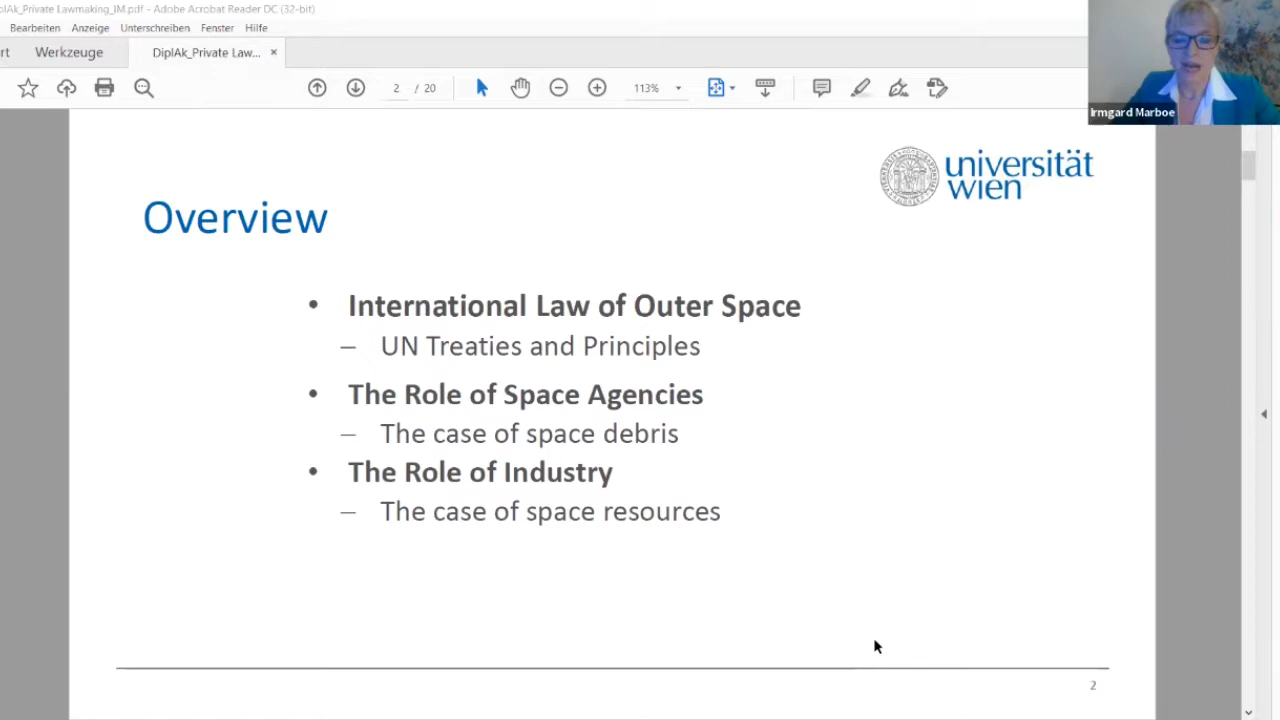 plAk_Private Lawmaking_IM.pdf - Adobe Acrobat Reader DC (32-bit)
Bearbeiten Anzeige Unterschreiben Fenster Hilfe
rt Werkzeuge DiplAk_Private Law... ×
2 / 20 113%
Irmgard Marboe
universität
wien
Overview
• International Law of Outer Space
– UN Treaties and Principles
• The Role of Space Agencies
– The case of space debris
• The Role of Industry
– The case of space resources
2